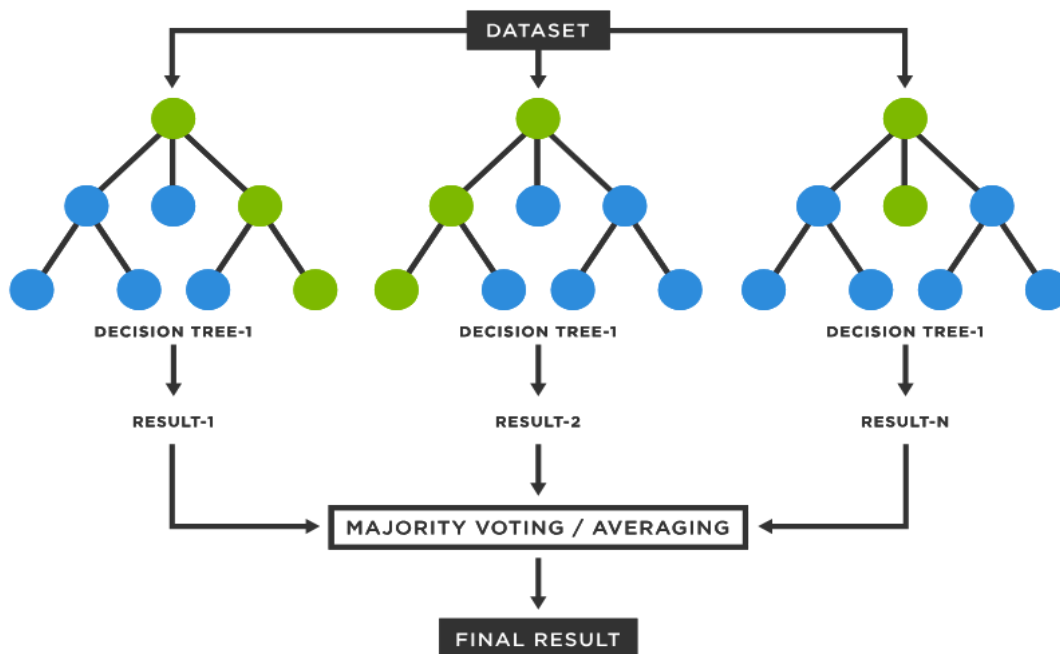 DATASET
DECISION TREE-1
DECISION TREE-1
DECISION TREE-1
RESULT-1
RESULT-2
RESULT-N
MAJORITY VOTING / AVERAGING
FINAL RESULT